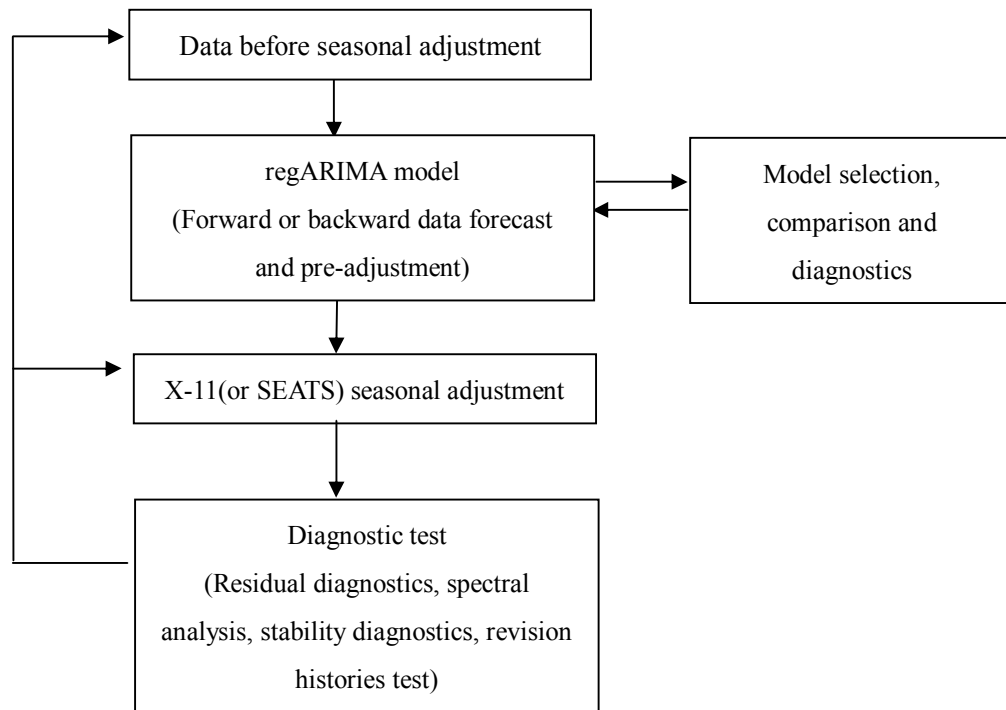 Data before seasonal adjustment
regARIMA model
(Forward or backward data forecast
and pre-adjustment)
Model selection,
comparison and
diagnostics
X-11(or SEATS) seasonal adjustment
Diagnostic test
(Residual diagnostics, spectral
analysis, stability diagnostics, revision
histories test)